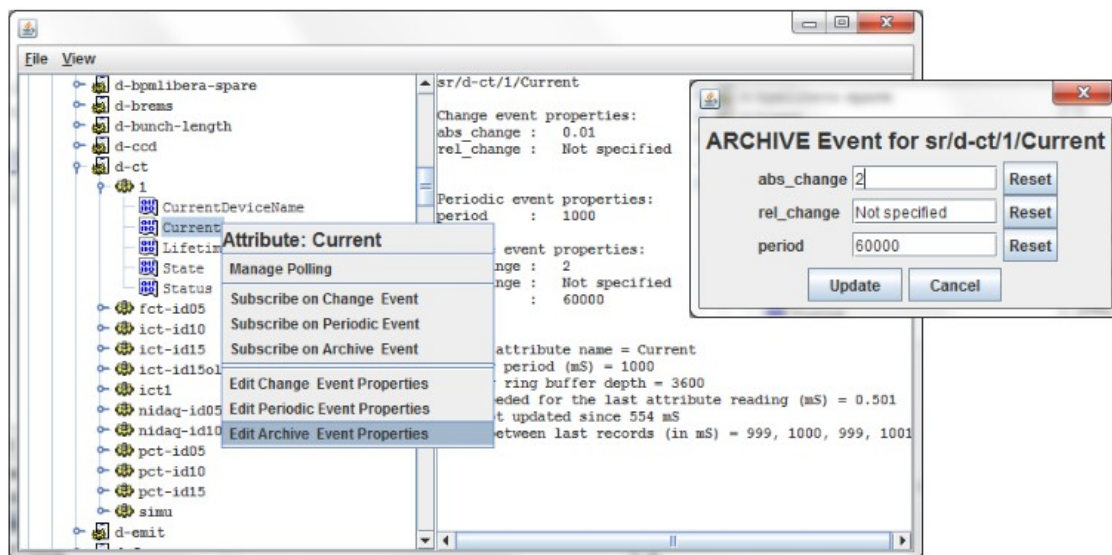 File View
d-bpmlibera-spare
d-brems
d-bunch-length
d-ccd
d-ct
1
CurrentDeviceName
Current
Lifetim
State
Status
fct-id05
ict-id10
ict-id15
ict-id15ol
ict1
nidaq-id05
nidaq-id10
pct-id05
pct-id10
pct-id15
simu
d-emit
Attribute: Current
Manage Polling
Subscribe on Change Event
Subscribe on Periodic Event
Subscribe on Archive Event
Edit Change Event Properties
Edit Periodic Event Properties
Edit Archive Event Properties
sr/d-ct/1/Current
Change event properties:
abs_change : 0.01
rel_change : Not specified
Periodic event properties:
period : 1000
event properties:
nge : 2
nge : Not specified
: 60000
attribute name = Current
period (mS) = 1000
ring buffer depth = 3600
eded for the last attribute reading (mS) = 0.501
t updated since 554 mS
etween last records (in mS) = 999, 1000, 999, 1001
ARCHIVE Event for sr/d-ct/1/Current
abs_change 2 Reset
rel_change Not specified Reset
period 60000 Reset
Update Cancel